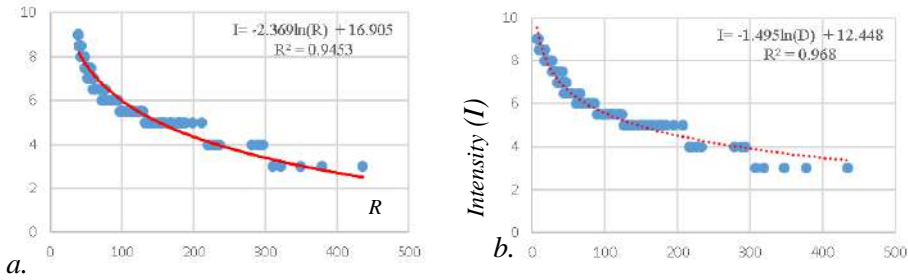 10
8
6
4
2
0
0 100 200 300 400 500
I= -2.369ln(R) + 16.905
R² = 0.9453
R
a.
Intensity (I)
10
8
6
4
2
0
0 100 200 300 400 500
I= -1.495ln(D) + 12.448
R² = 0.968
b.